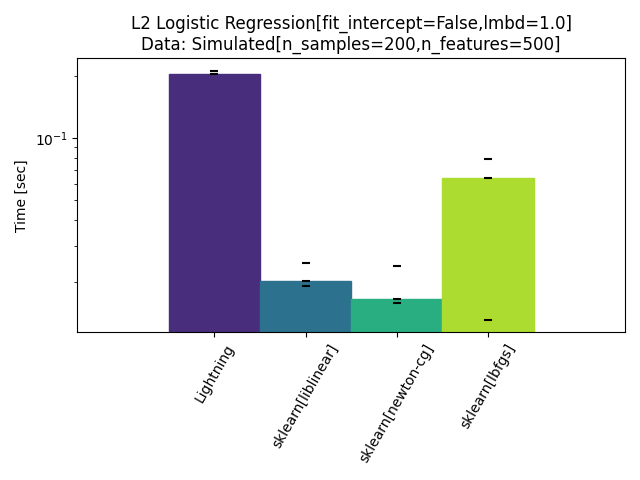 L2 Logistic Regression[fit_intercept=False,lmbd=1.0]
Data: Simulated[n_samples=200,n_features=500]
10⁻¹
Time [sec]
Lightning
sklearn[liblinear]
sklearn[newton-cg]
sklearn[lbfgs]